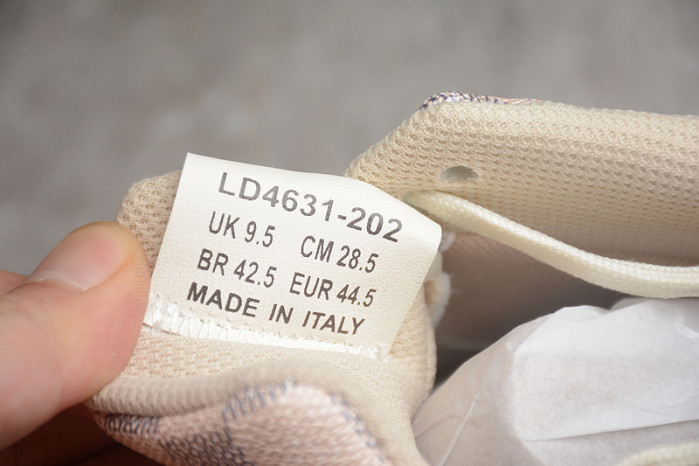 LD4631-202
UK 9.5 CM 28.5
BR 42.5 EUR 44.5
MADE IN ITALY